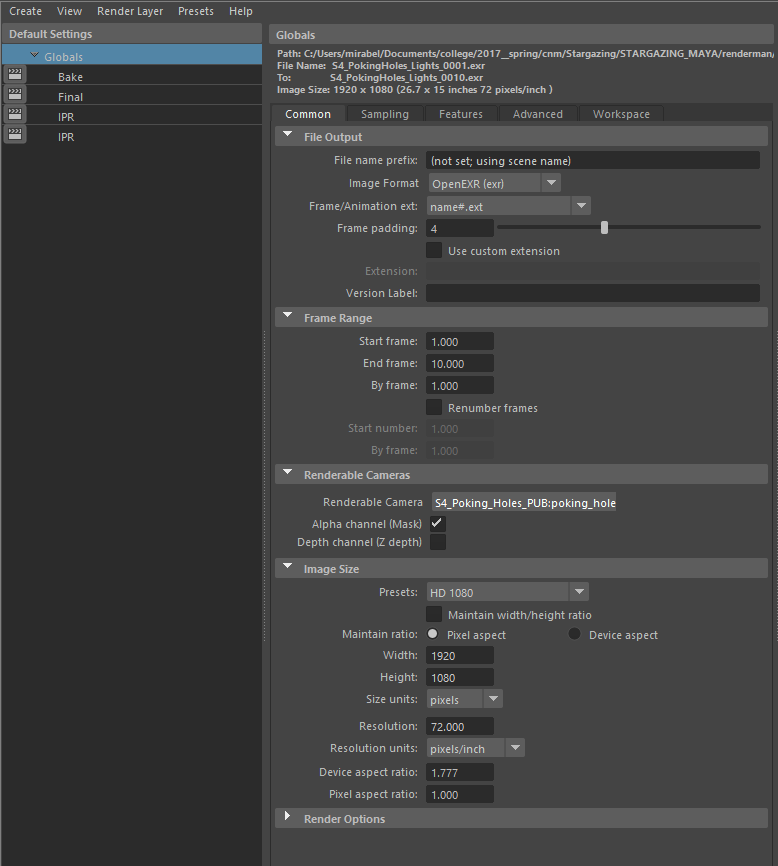 Create View Render Layer Presets Help
Default Settings
Globals
Bake
Final
IPR
IPR
Globals
Path: C:/Users/mirabel/Documents/college/2017__spring/cnm/Stargazing/STARGAZING_MAYA/renderman/
File Name: S4_PokingHoles_Lights_0001.exr
To: S4_PokingHoles_Lights_0010.exr
Image Size: 1920 x 1080 (26.7 x 15 inches 72 pixels/inch )
Common Sampling Features Advanced Workspace
File Output
File name prefix: (not set; using scene name)
Image Format OpenEXR (exr)
Frame/Animation ext: name#.ext
Frame padding: 4
Use custom extension
Extension:
Version Label:
Frame Range
Start frame: 1.000
End frame: 10.000
By frame: 1.000
Renumber frames
Start number: 1.000
By frame: 1.000
Renderable Cameras
Renderable Camera S4_Poking_Holes_PUB:poking_hole
Alpha channel (Mask)
Depth channel (Z depth)
Image Size
Presets: HD 1080
Maintain width/height ratio
Maintain ratio: Pixel aspect Device aspect
Width: 1920
Height: 1080
Size units: pixels
Resolution: 72.000
Resolution units: pixels/inch
Device aspect ratio: 1.777
Pixel aspect ratio: 1.000
Render Options